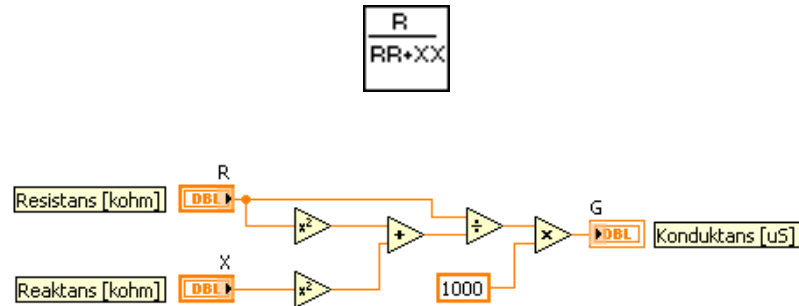 R
RR+XX
R
Resistans [kohm] DBL x² + ÷ × G DBL Konduktans [uS]
X
Reaktans [kohm] DBL x² 1000